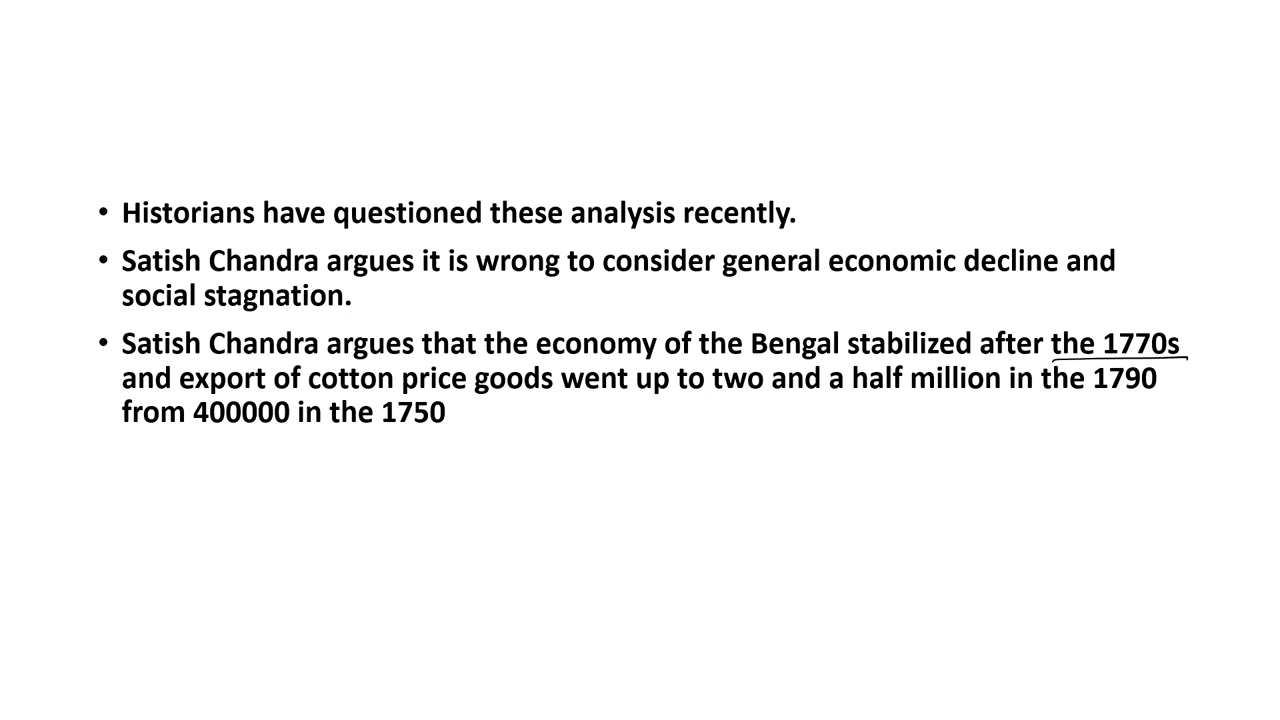 • Historians have questioned these analysis recently.
• Satish Chandra argues it is wrong to consider general economic decline and
social stagnation.
• Satish Chandra argues that the economy of the Bengal stabilized after the 1770s
and export of cotton price goods went up to two and a half million in the 1790
from 400000 in the 1750